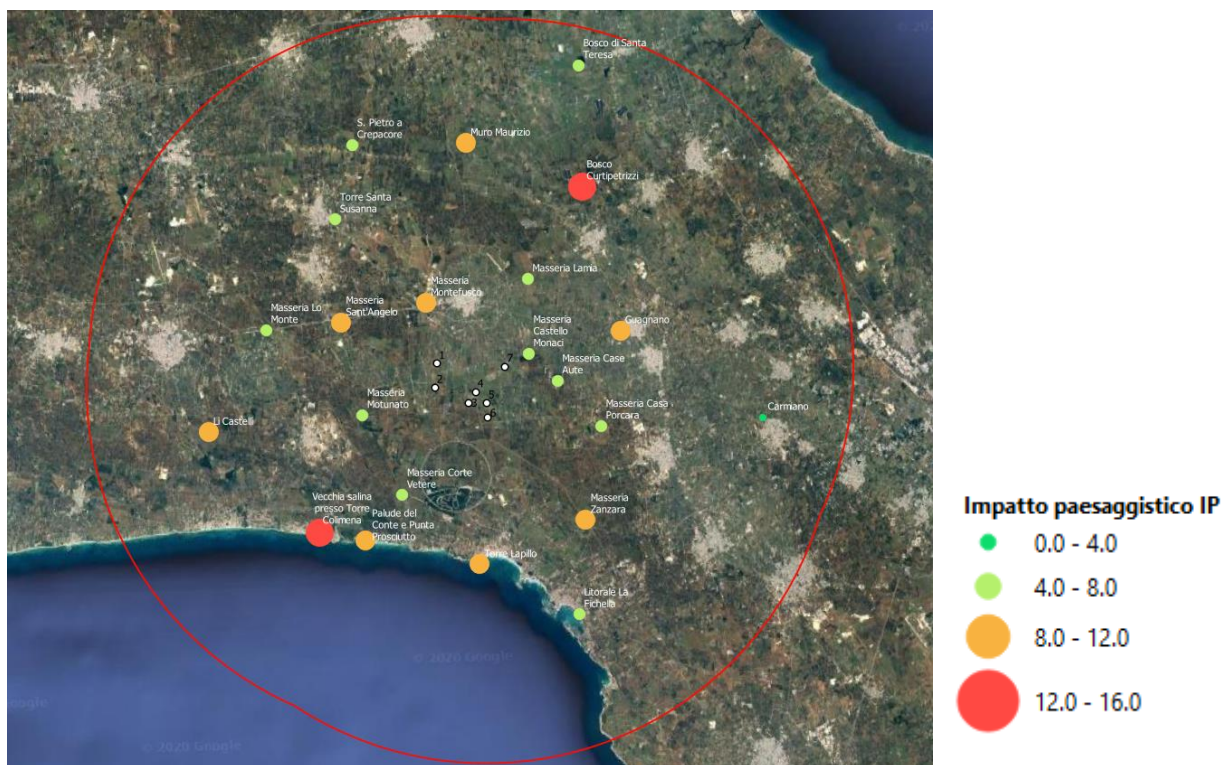 © 2020
Bosco di Santa
Teresa
S. Pietro a
Crepacore
Muro Maurizio
Bosco
Curtipetrizzi
Torre Santa
Susanna
Masseria Lamia
Masseria
Montefusco
Masseria
Sant'Angelo
Masseria Lo
Monte
Masseria
Castello
Monaci
Guagnano
Masseria Case
Aute
1
7
2
4
3
5
6
Masseria
Motunato
Masseria Casa
Porcara
Carmiano
Li Castelli
Masseria Corte
Vetere
Vecchia salina
presso Torre
Colmena
Palude del
Conte e Punta
Prosciutto
Masseria
Zanzara
Torre Lapillo
Litorale La
Fichella
© 2020 Google
© 2020 Google
Google
Impatto paesaggistico IP
0.0 - 4.0
4.0 - 8.0
8.0 - 12.0
12.0 - 16.0